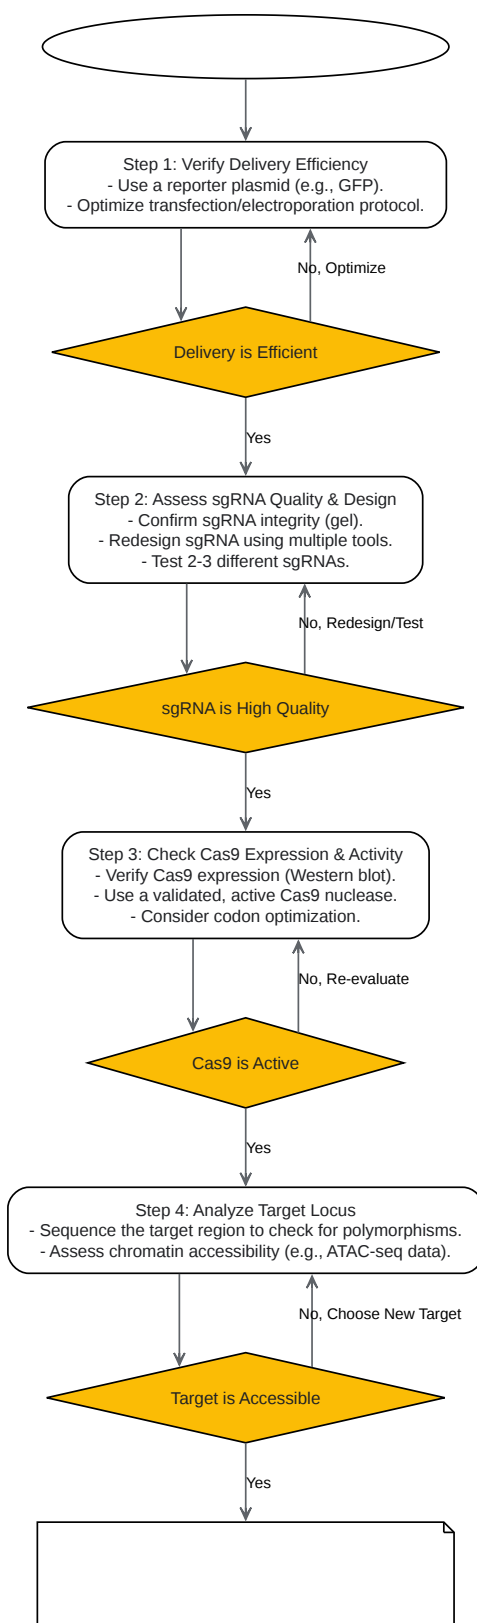 Step 1: Verify Delivery Efficiency
- Use a reporter plasmid (e.g., GFP).
- Optimize transfection/electroporation protocol.
No, Optimize
Delivery is Efficient
Yes
Step 2: Assess sgRNA Quality & Design
- Confirm sgRNA integrity (gel).
- Redesign sgRNA using multiple tools.
- Test 2-3 different sgRNAs.
No, Redesign/Test
sgRNA is High Quality
Yes
Step 3: Check Cas9 Expression & Activity
- Verify Cas9 expression (Western blot).
- Use a validated, active Cas9 nuclease.
- Consider codon optimization.
No, Re-evaluate
Cas9 is Active
Yes
Step 4: Analyze Target Locus
- Sequence the target region to check for polymorphisms.
- Assess chromatin accessibility (e.g., ATAC-seq data).
No, Choose New Target
Target is Accessible
Yes